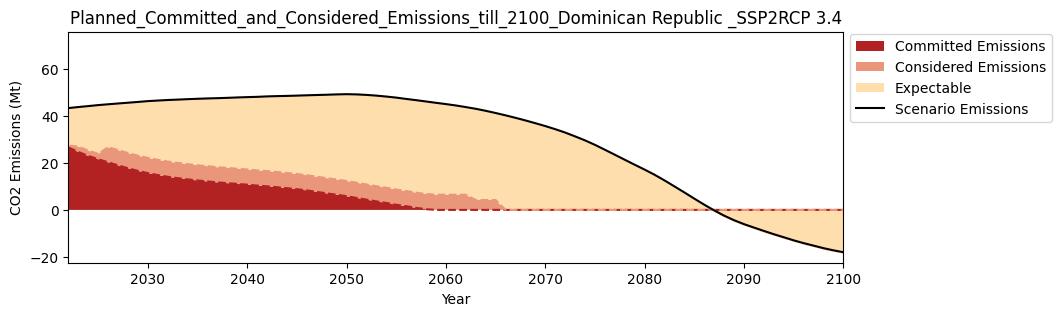 Planned_Committed_and_Considered_Emissions_till_2100_Dominican Republic _SSP2RCP 3.4
Committed Emissions
Considered Emissions
Expectable
Scenario Emissions
CO2 Emissions (Mt)
60
40
20
0
−20
2030 2040 2050 2060 2070 2080 2090 2100
Year